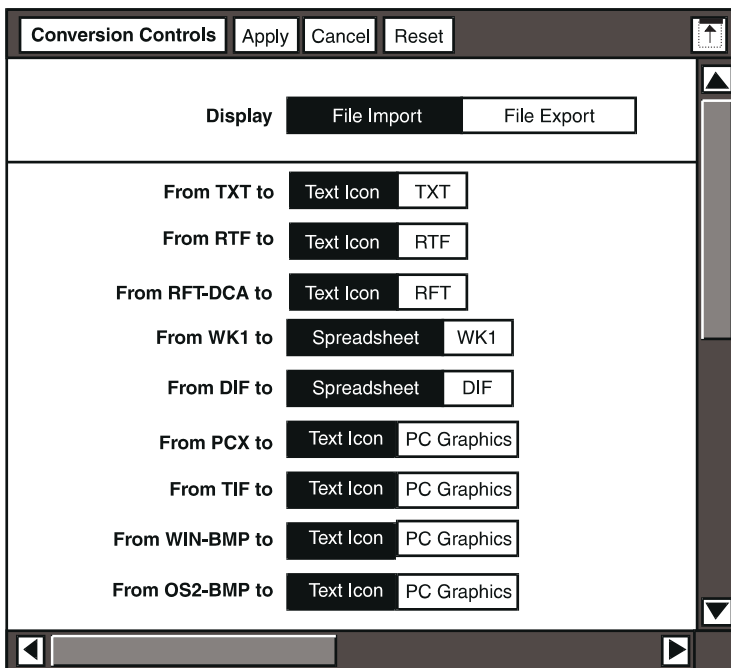 Conversion Controls Apply Cancel Reset
Display File Import File Export
From TXT to Text Icon TXT
From RTF to Text Icon RTF
From RFT-DCA to Text Icon RFT
From WK1 to Spreadsheet WK1
From DIF to Spreadsheet DIF
From PCX to Text Icon PC Graphics
From TIF to Text Icon PC Graphics
From WIN-BMP to Text Icon PC Graphics
From OS2-BMP to Text Icon PC Graphics